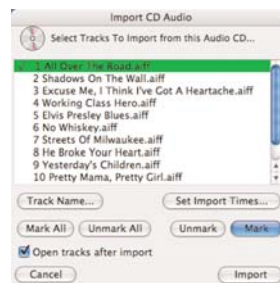 Import CD Audio
Select Tracks To Import from this Audio CD...
✓ 1 All Over The Road.aiff
2 Shadows On The Wall.aiff
3 Excuse Me, I Think I've Got A Heartache.aiff
4 Working Class Hero.aiff
5 Elvis Presley Blues.aiff
6 No Whiskey.aiff
7 Streets Of Milwaukee.aiff
8 He Broke Your Heart.aiff
9 Yesterday's Children.aiff
10 Pretty Mama, Pretty Girl.aiff
Track Name... Set Import Times...
Mark All Unmark All Unmark Mark
Open tracks after import
Cancel Import